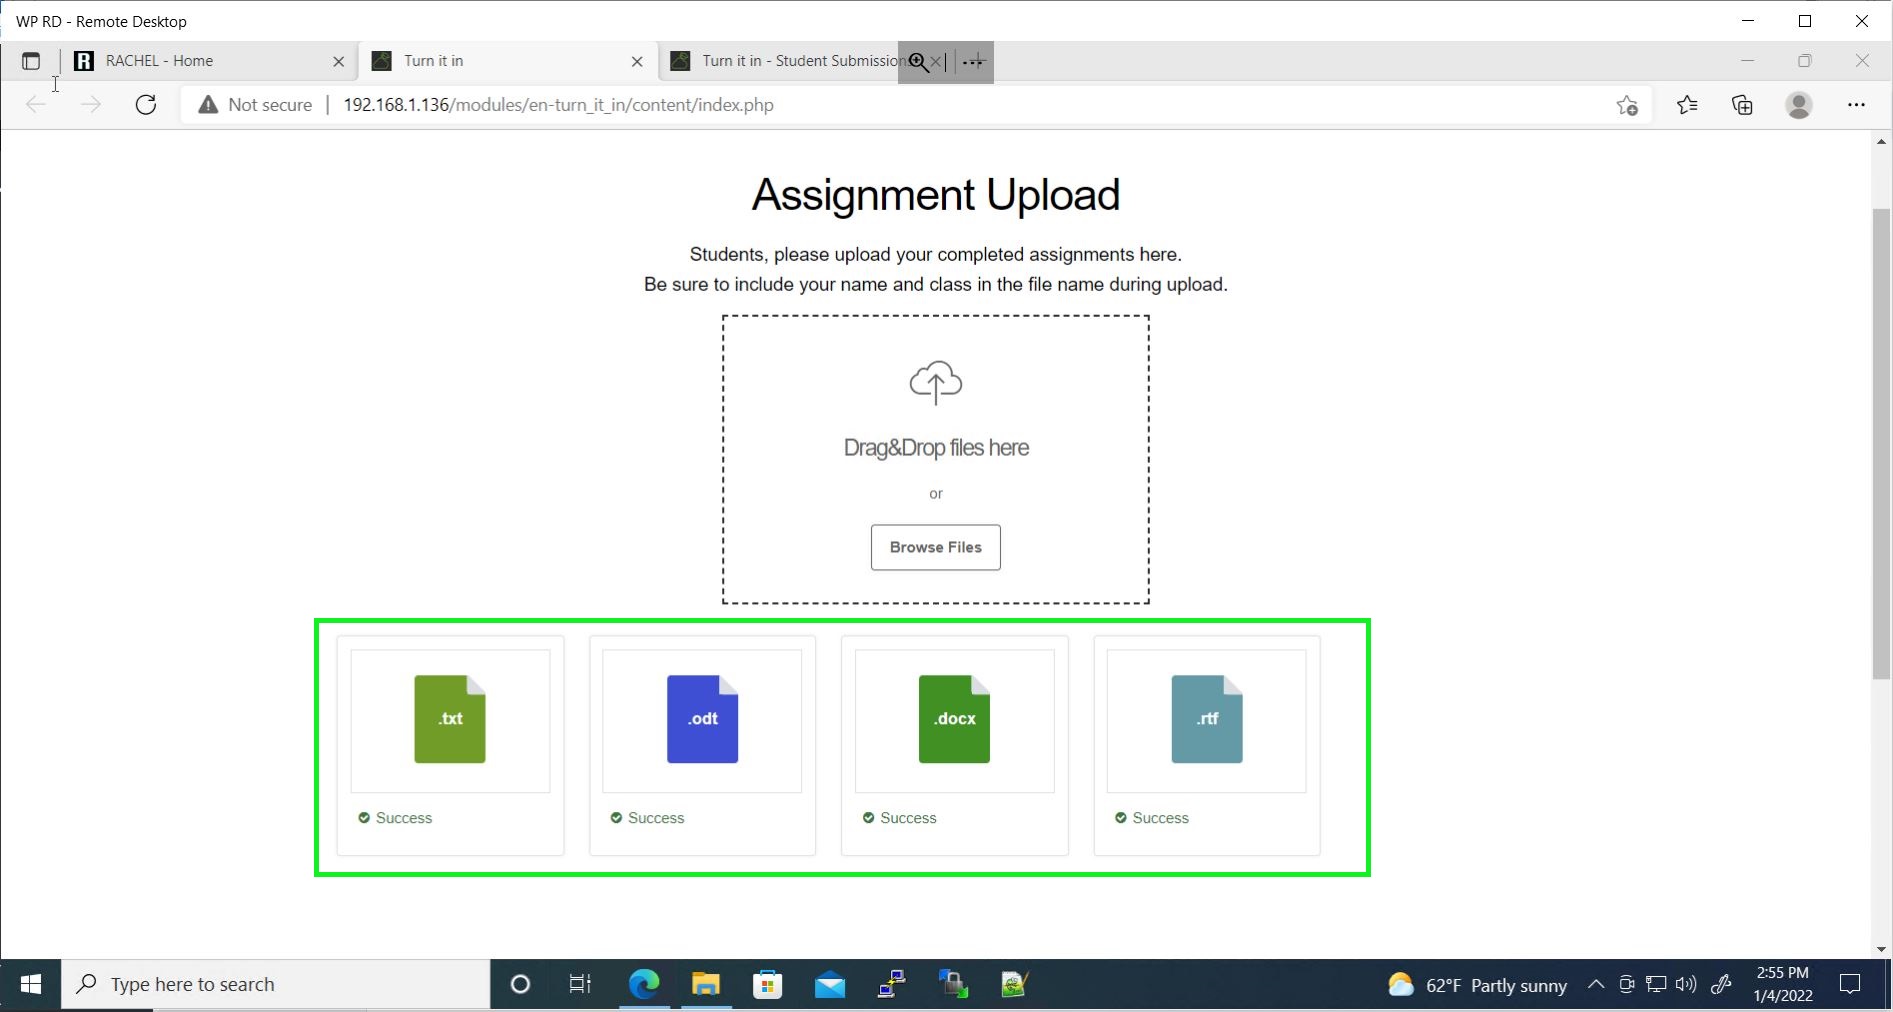 WP RD - Remote Desktop
RACHEL - Home
Turn it in
Turn it in - Student Submission
Not secure
192.168.1.136/modules/en-turn_it_in/content/index.php
Assignment Upload
Students, please upload your completed assignments here.
Be sure to include your name and class in the file name during upload.
Drag&Drop files here
or
Browse Files
.txt
.odt
.docx
.rtf
Success
Success
Success
Success
Type here to search
62°F Partly sunny
2:55 PM
1/4/2022